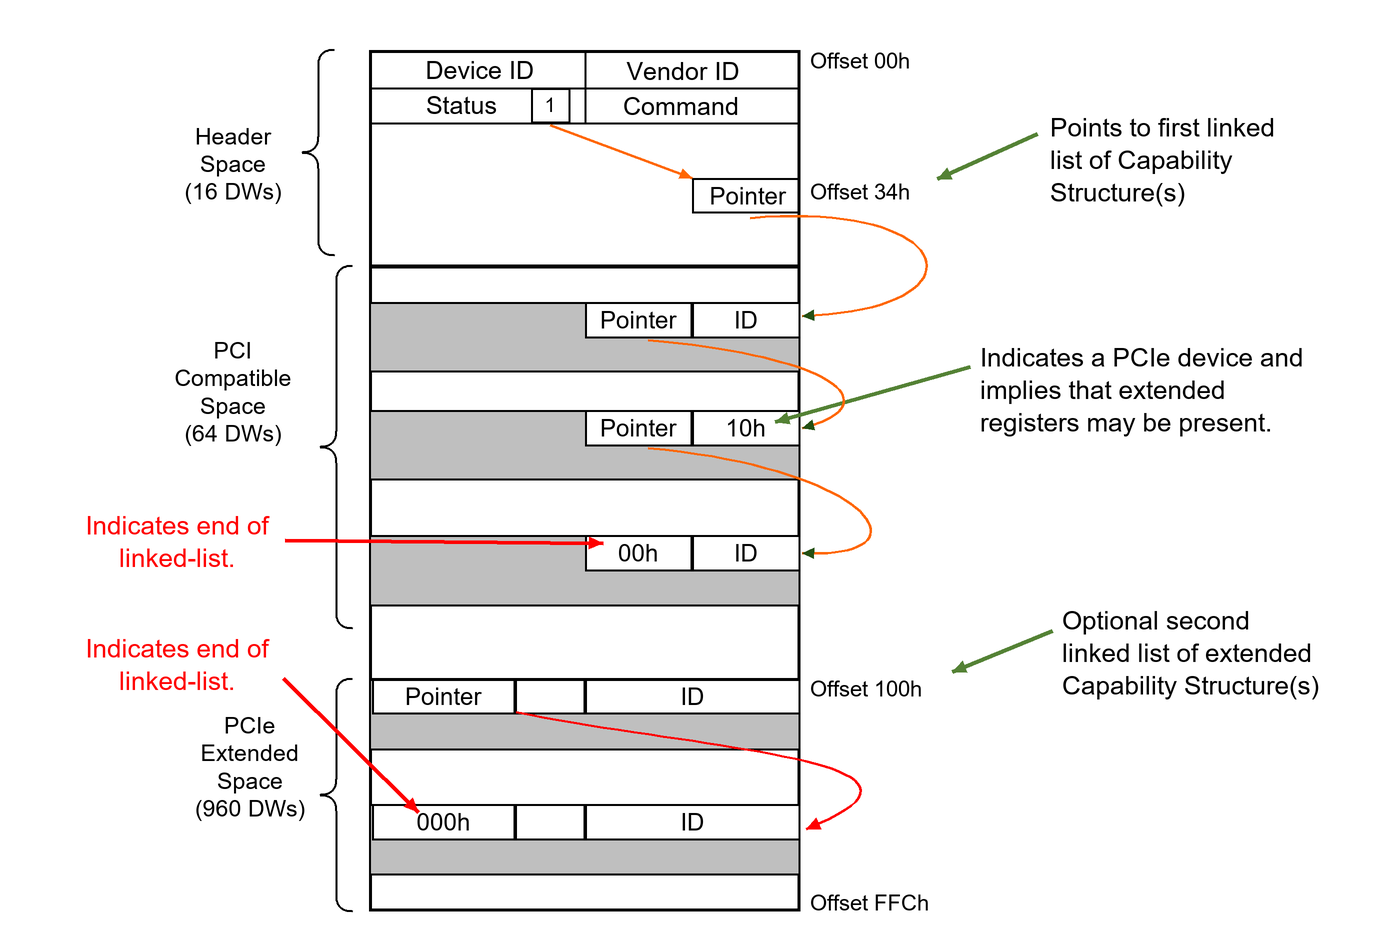 Device ID
Vendor ID
Offset 00h
Status
1
Command
Header
Space
(16 DWs)
Points to first linked
list of Capability
Structure(s)
Pointer
Offset 34h
Pointer
ID
PCI
Compatible
Space
(64 DWs)
Indicates a PCIe device and
implies that extended
registers may be present.
Pointer
10h
Indicates end of
linked-list.
00h
ID
Indicates end of
linked-list.
Optional second
linked list of extended
Capability Structure(s)
Pointer
ID
Offset 100h
PCIe
Extended
Space
(960 DWs)
000h
ID
Offset FFCh